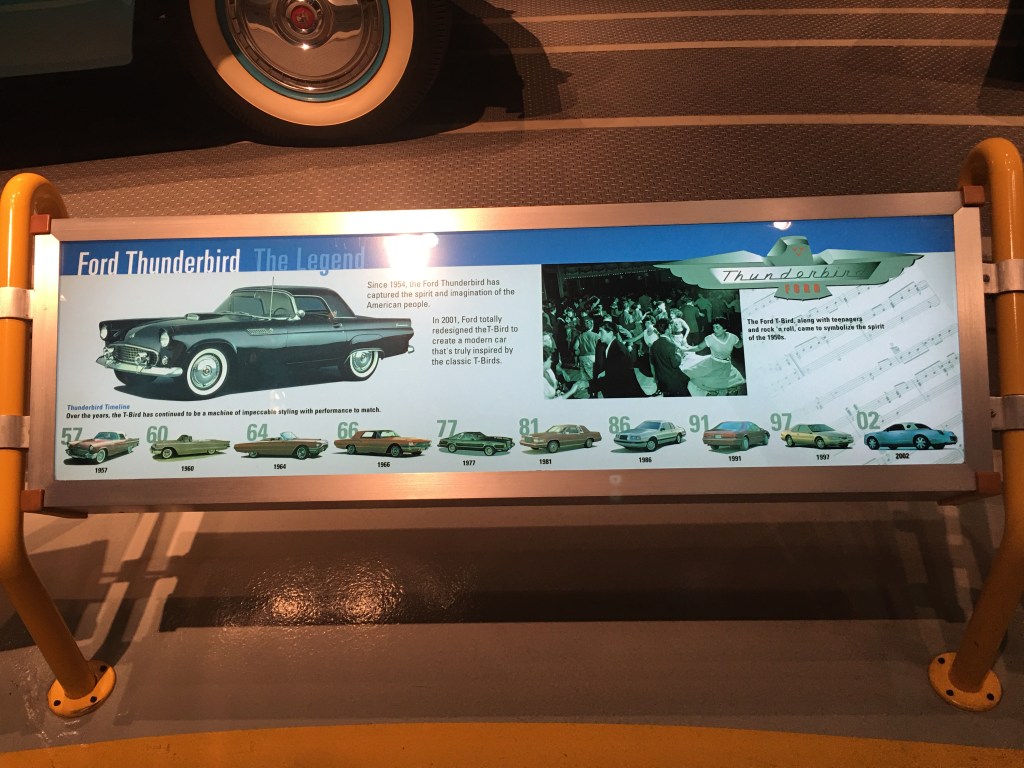 Ford Thunderbird The Legend
Since 1954, the Ford Thunderbird has
captured the spirit and imagination of the
American people.
In 2001, Ford totally
redesigned theT-Bird to
create a modern car
that's truly inspired by
the classic T-Birds.
Thunderbird
FORD
The Ford T-Bird, along with teenagers
and rock 'n roll, came to symbolize the spirit
of the 1950s.
Thunderbird Timeline
Over the years, the T-Bird has continued to be a machine of impeccable styling with performance to match.
57 60 64 66 77 81 86 91 97 02
1957 1960 1964 1966 1977 1981 1986 1991 1997 2002